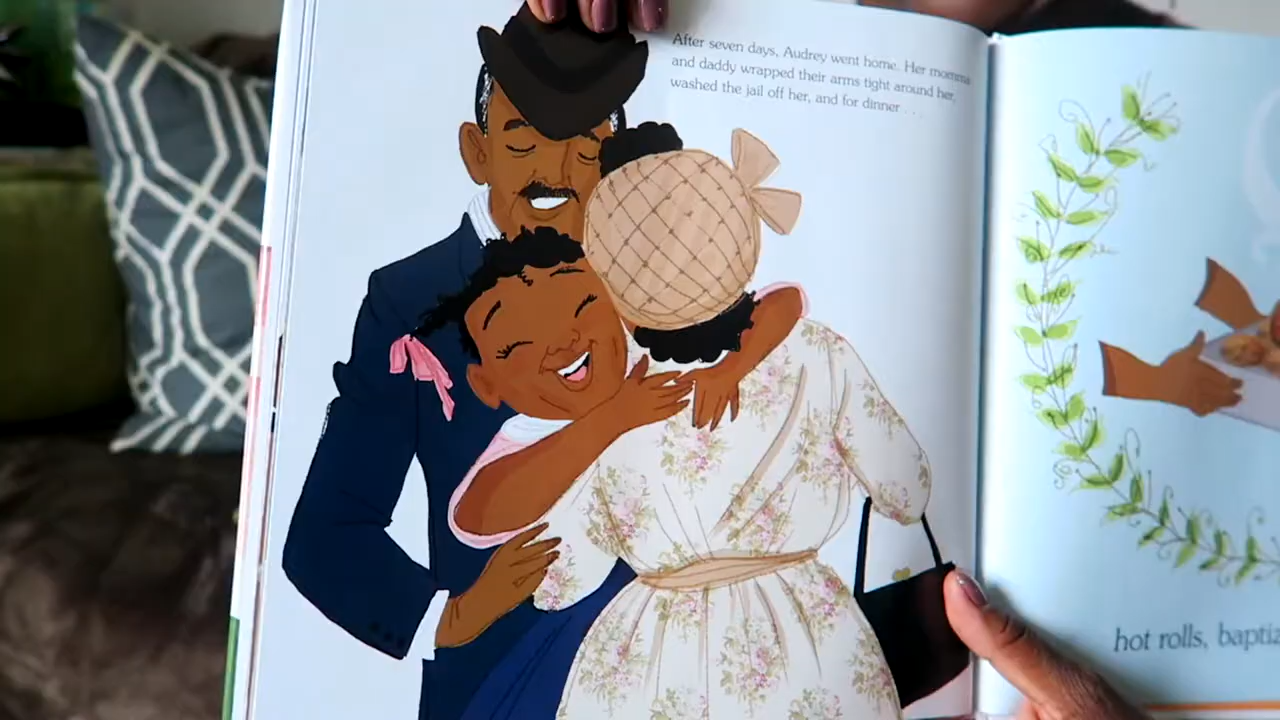 After seven days, Audrey went home. Her momma
and daddy wrapped their arms tight around her,
washed the jail off her, and for dinner . . .
hot rolls, baptiz